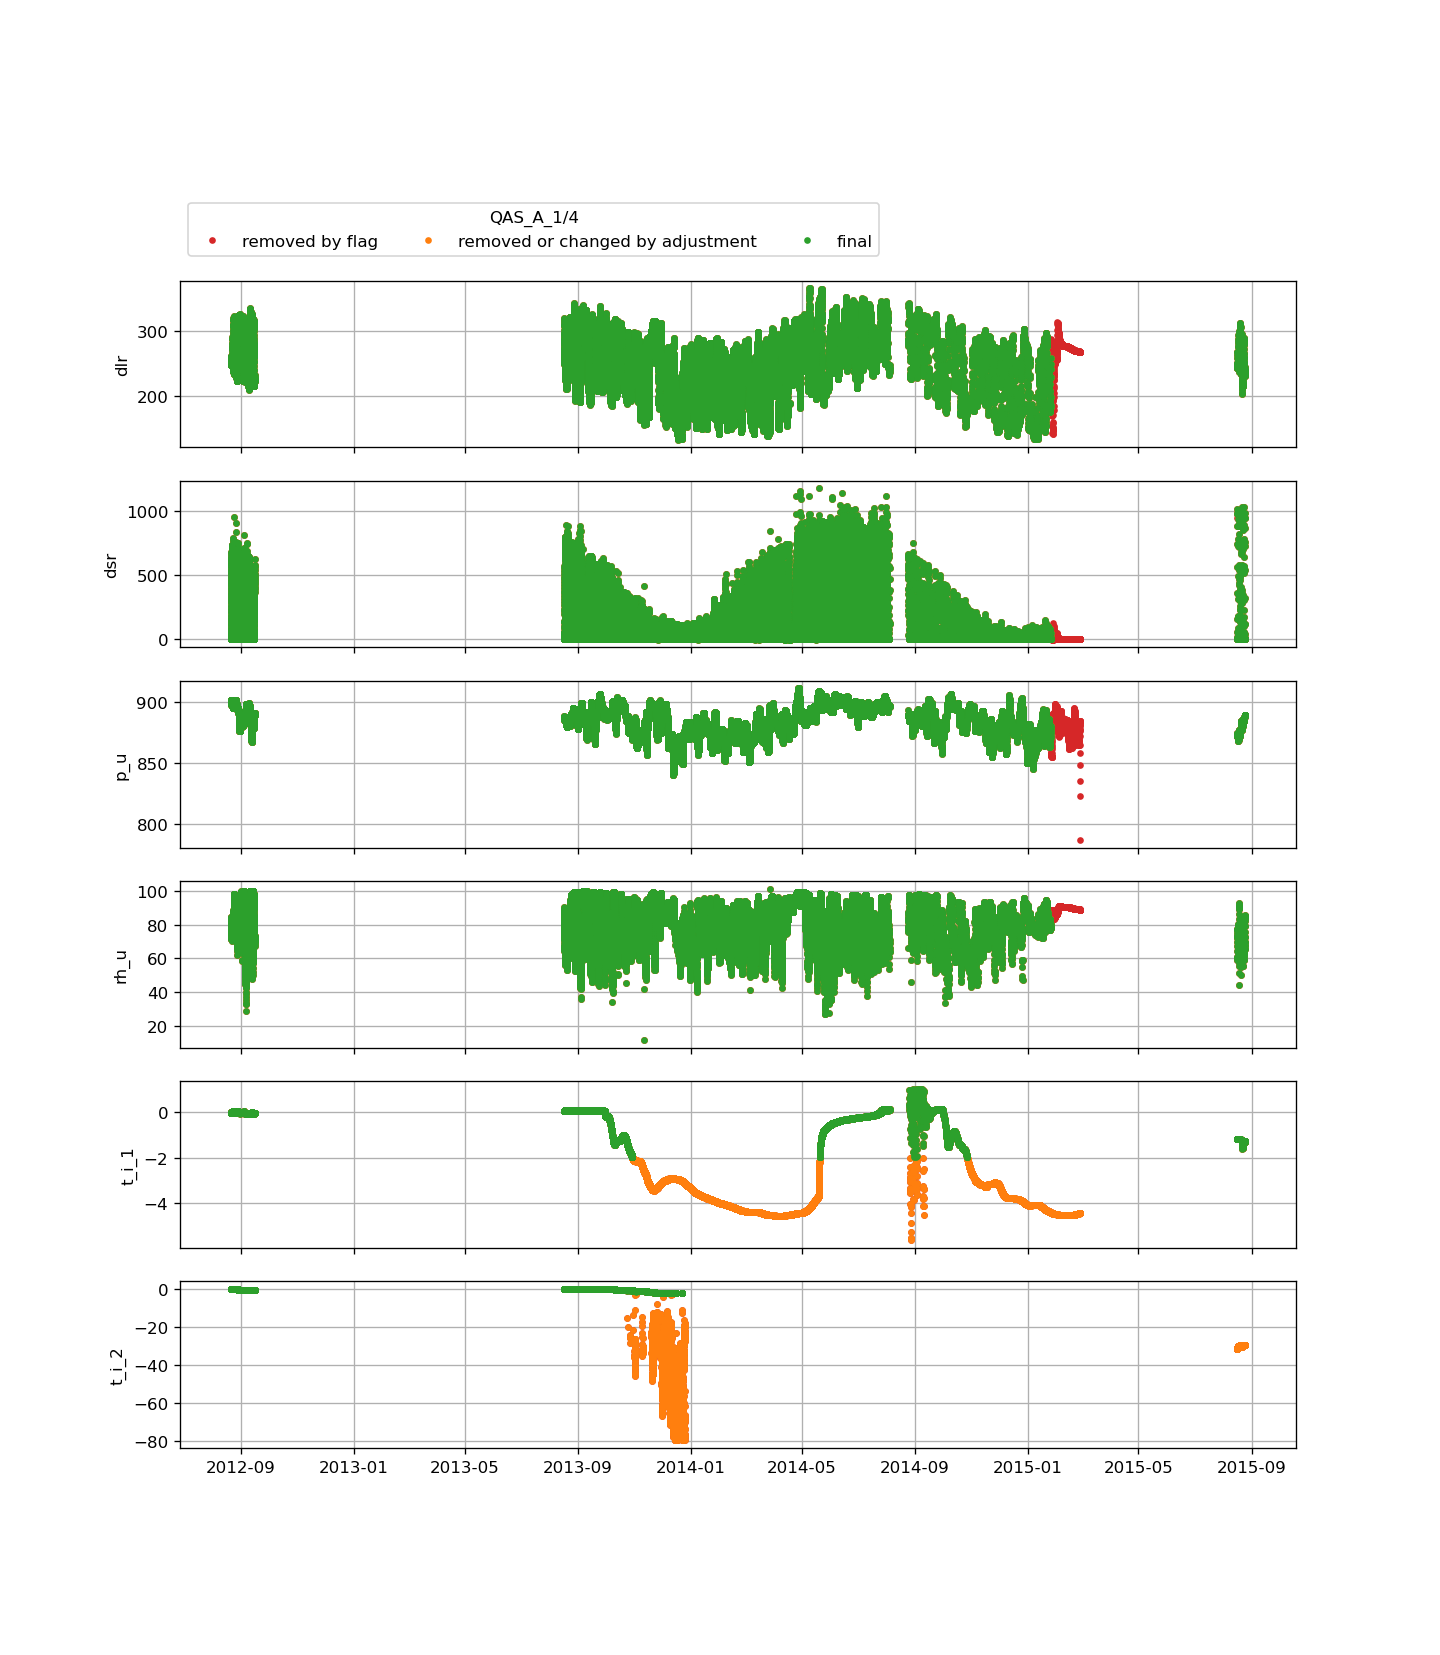 QAS_A_1/4
removed by flag removed or changed by adjustment final
300
200
dlr
1000
500
0
dsr
900
850
800
p_u
100
80
60
40
20
rh_u
0
−2
−4
t_i_1
0
−20
−40
−60
−80
t_i_2
2012-09 2013-01 2013-05 2013-09 2014-01 2014-05 2014-09 2015-01 2015-05 2015-09